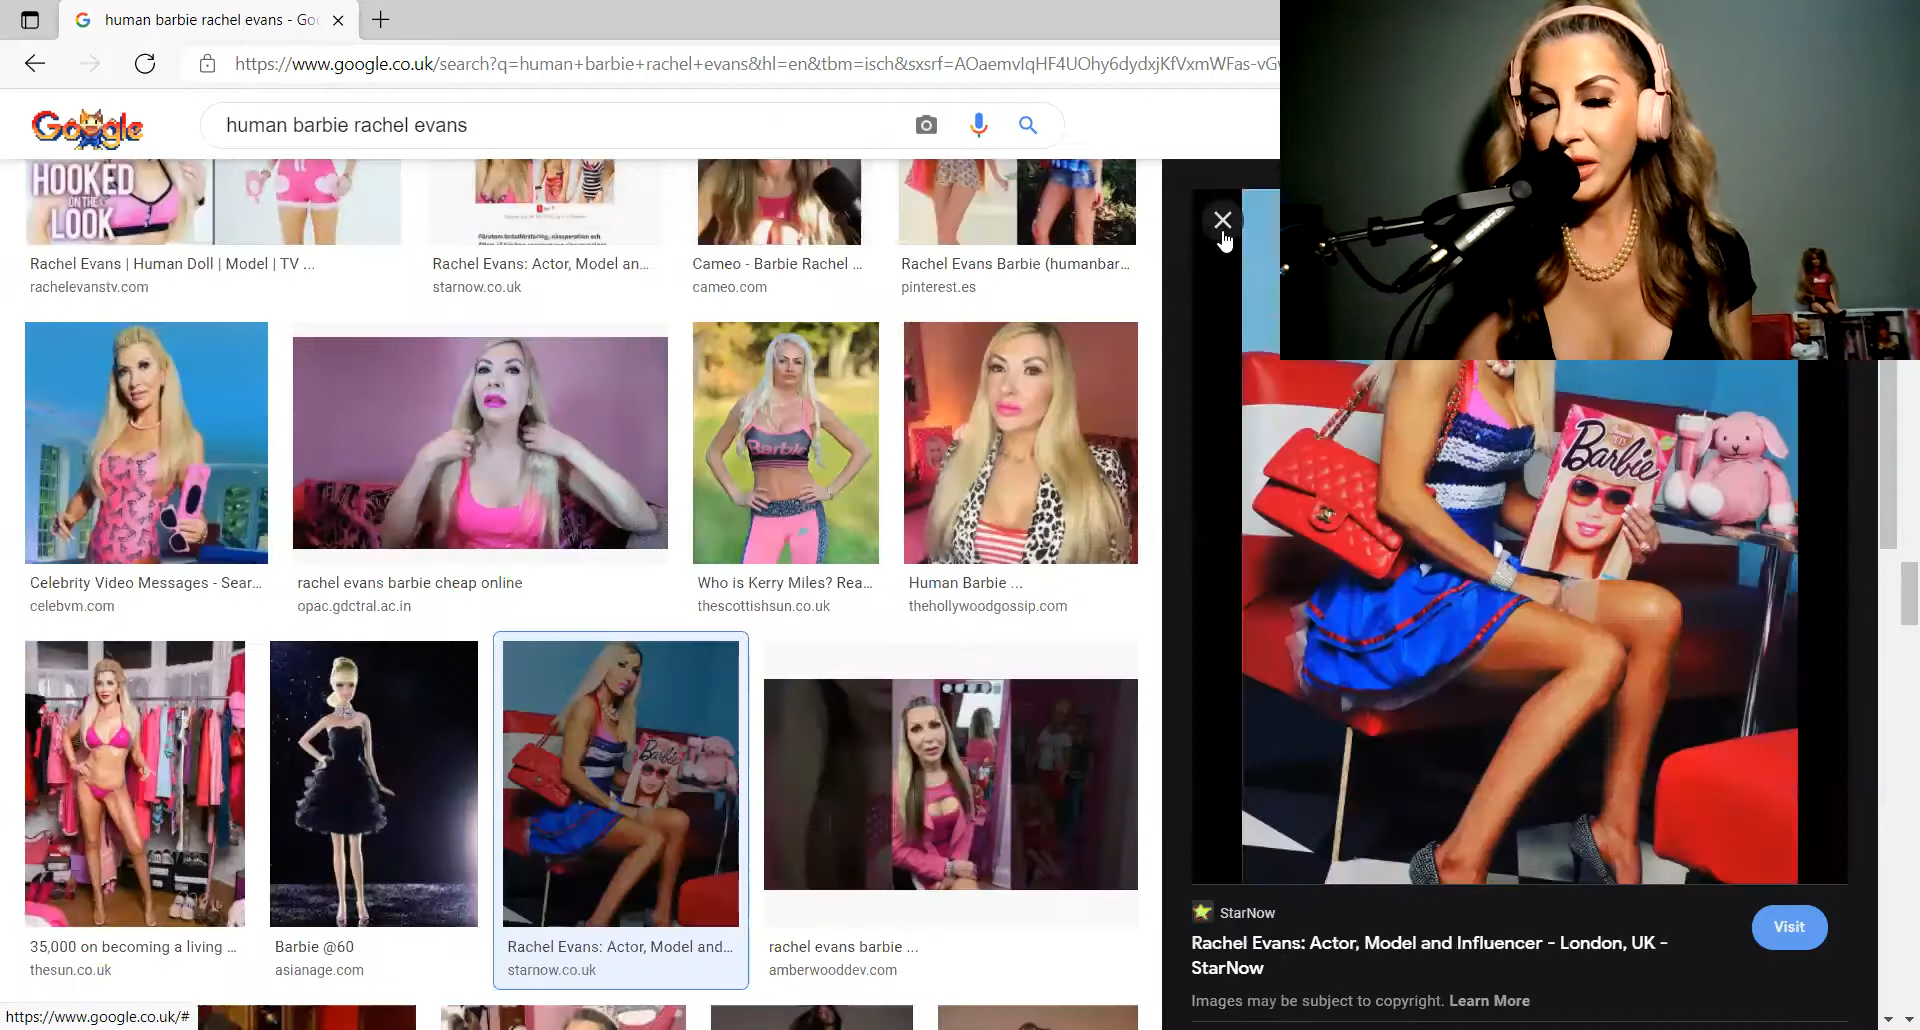 human barbie rachel evans - Goo
https://www.google.co.uk/search?q=human+barbie+rachel+evans&hl=en&tbm=isch&sxsrf=AOaemvIqHF4UOhy6dydxjKfVxmWFas-vGv
Google
human barbie rachel evans
HOOKED
ON THE
LOOK
Rachel Evans | Human Doll | Model | TV ...
rachelevanstv.com
Rachel Evans: Actor, Model an...
starnow.co.uk
Cameo - Barbie Rachel ...
cameo.com
Rachel Evans Barbie (humanbar...
pinterest.es
Barbie
Celebrity Video Messages - Sear...
celebvm.com
rachel evans barbie cheap online
opac.gdctral.ac.in
Who is Kerry Miles? Rea...
thescottishsun.co.uk
Human Barbie ...
thehollywoodgossip.com
Barbie
35,000 on becoming a living ...
thesun.co.uk
Barbie @60
asianage.com
Rachel Evans: Actor, Model and...
starnow.co.uk
rachel evans barbie ...
amberwooddev.com
https://www.google.co.uk/#
SHURE
Barbie
StarNow
Visit
Rachel Evans: Actor, Model and Influencer - London, UK -
StarNow
Images may be subject to copyright. Learn More